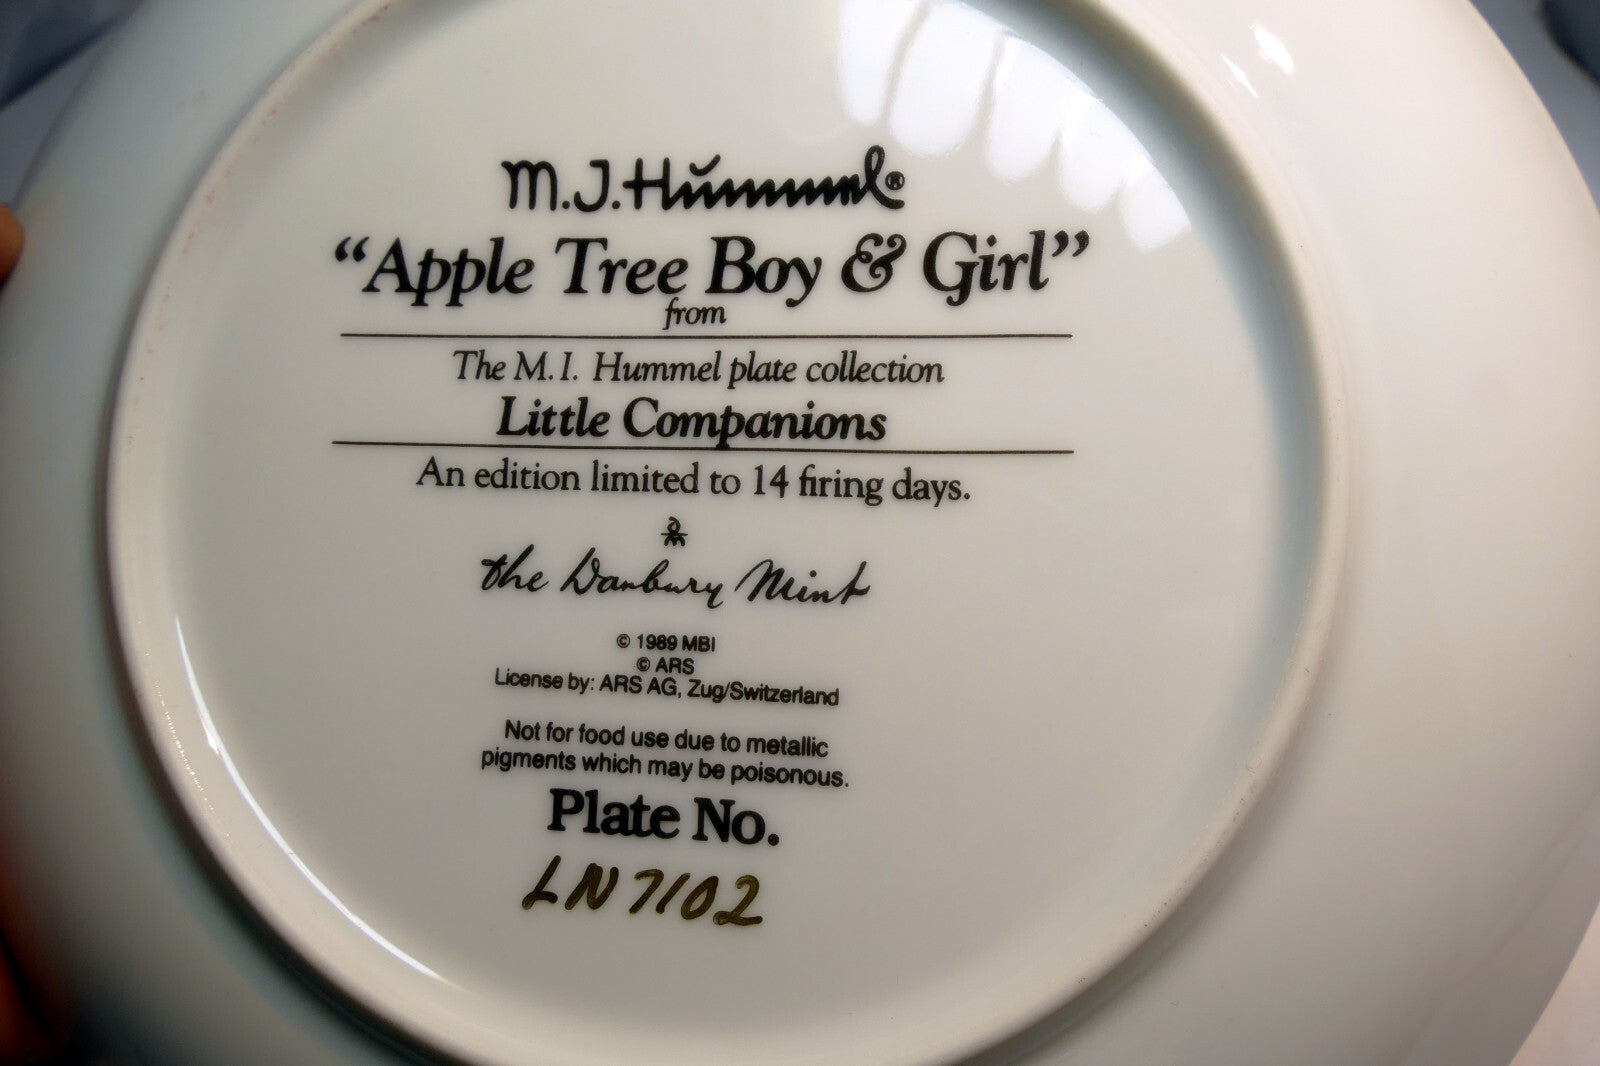 M.J. Hummel®
“Apple Tree Boy & Girl”
from
The M. I. Hummel plate collection
Little Companions
An edition limited to 14 firing days.
the Danbury Mint
© 1989 MBI
© ARS
License by: ARS AG, Zug/Switzerland
Not for food use due to metallic
pigments which may be poisonous.
Plate No.
LN7102